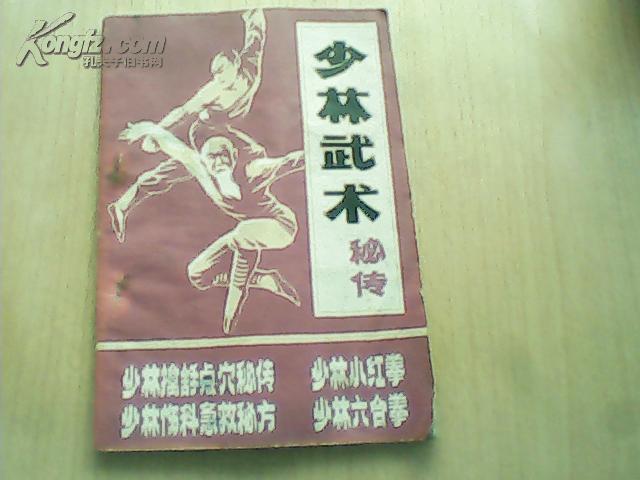 Kongfz.com
孔夫子旧书网
少林武术
秘传
少林擒拿点穴秘传 少林小红拳
少林伤科急救秘方 少林六合拳